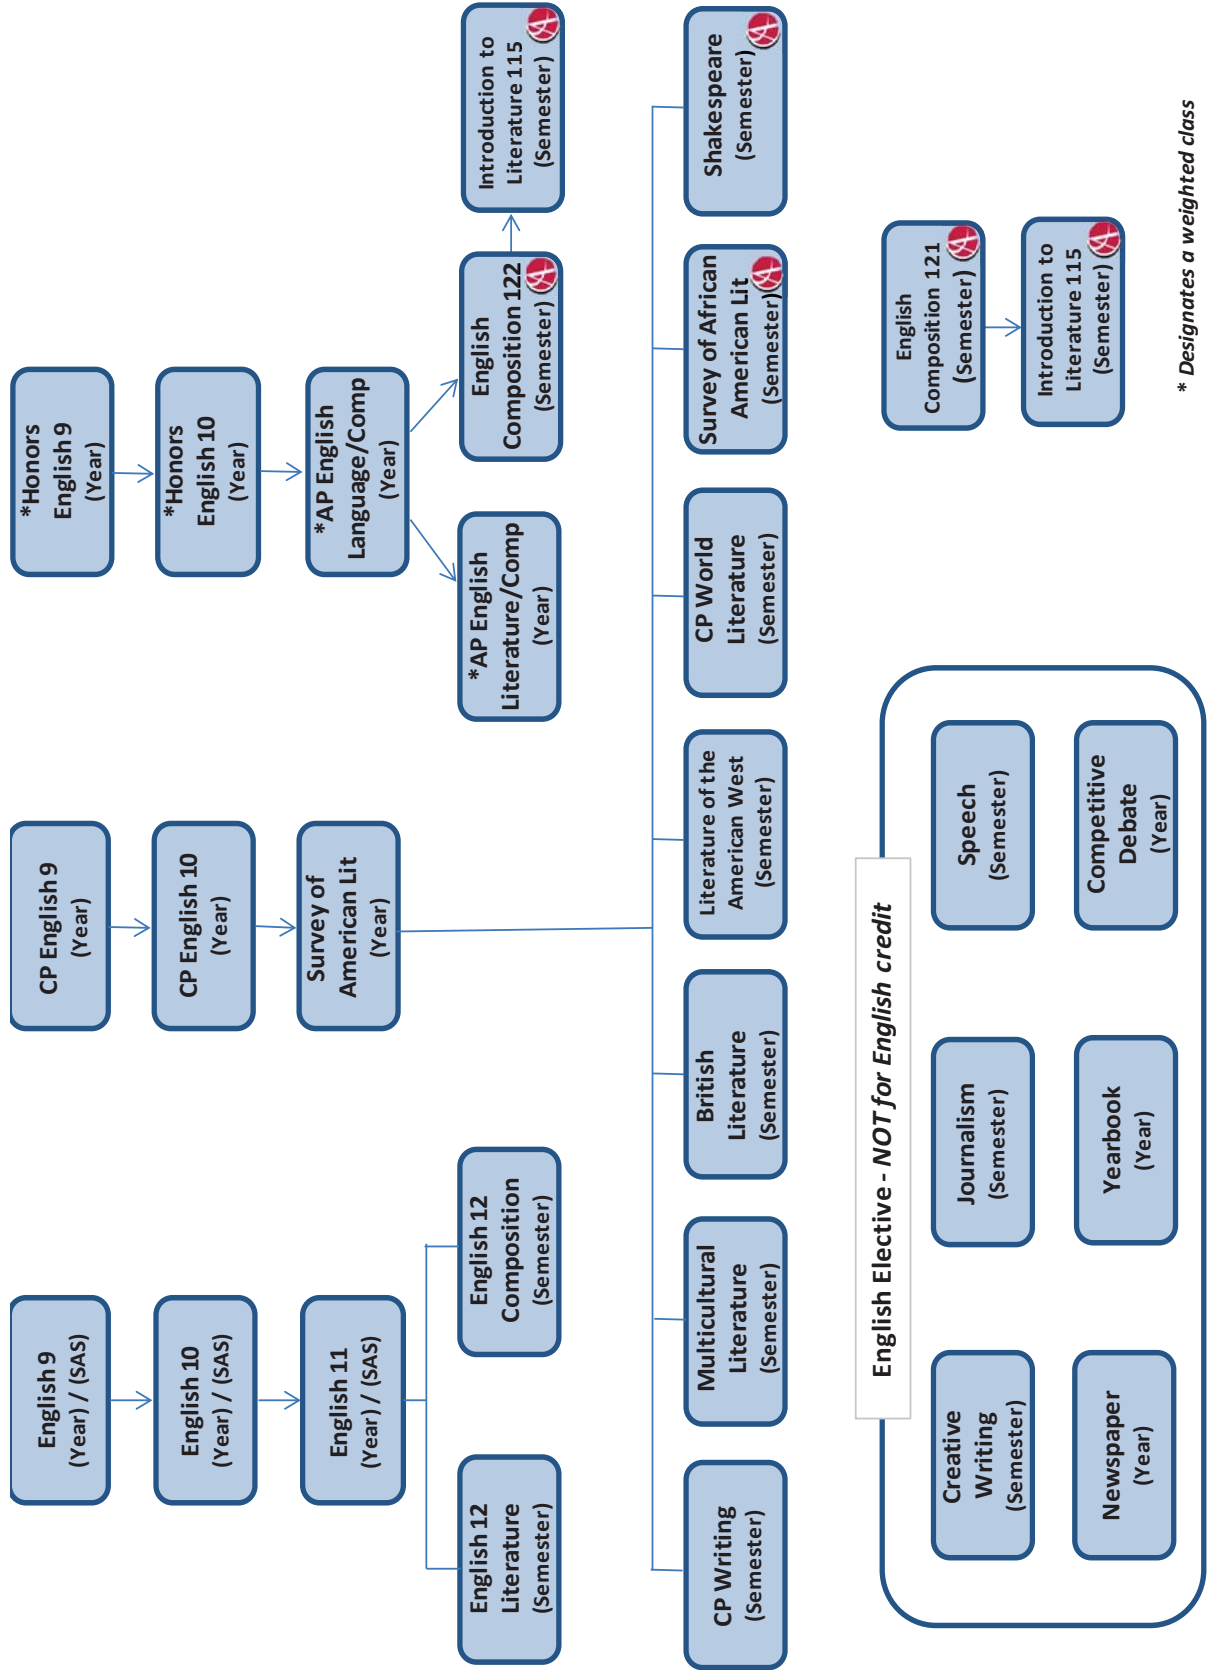 English 9
(Year) / (SAS)
English 10
(Year) / (SAS)
English 11
(Year) / (SAS)
English 12
Literature
(Semester)
English 12
Composition
(Semester)
CP English 9
(Year)
CP English 10
(Year)
Survey of
American Lit
(Year)
*Honors
English 9
(Year)
*Honors
English 10
(Year)
*AP English
Language/Comp
(Year)
*AP English
Literature/Comp
(Year)
English
Composition 122
(Semester)
Introduction to
Literature 115
(Semester)
CP Writing
(Semester)
Multicultural
Literature
(Semester)
British
Literature
(Semester)
Literature of the
American West
(Semester)
CP World
Literature
(Semester)
Survey of African
American Lit
(Semester)
Shakespeare
(Semester)
English Elective - NOT for English credit
Creative
Writing
(Semester)
Journalism
(Semester)
Speech
(Semester)
Newspaper
(Year)
Yearbook
(Year)
Competitive
Debate
(Year)
English
Composition 121
(Semester)
Introduction to
Literature 115
(Semester)
* Designates a weighted class